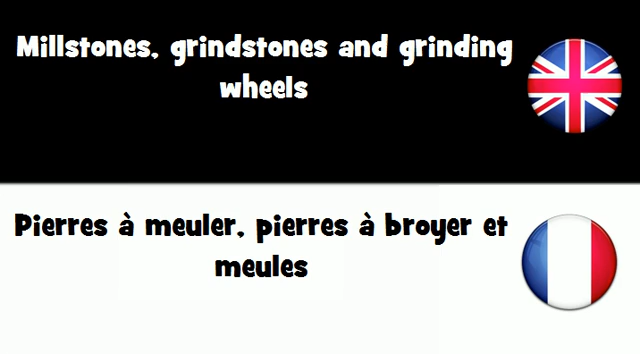 Millstones, grindstones and grinding
wheels
Pierres à meuler, pierres à broyer et
meules